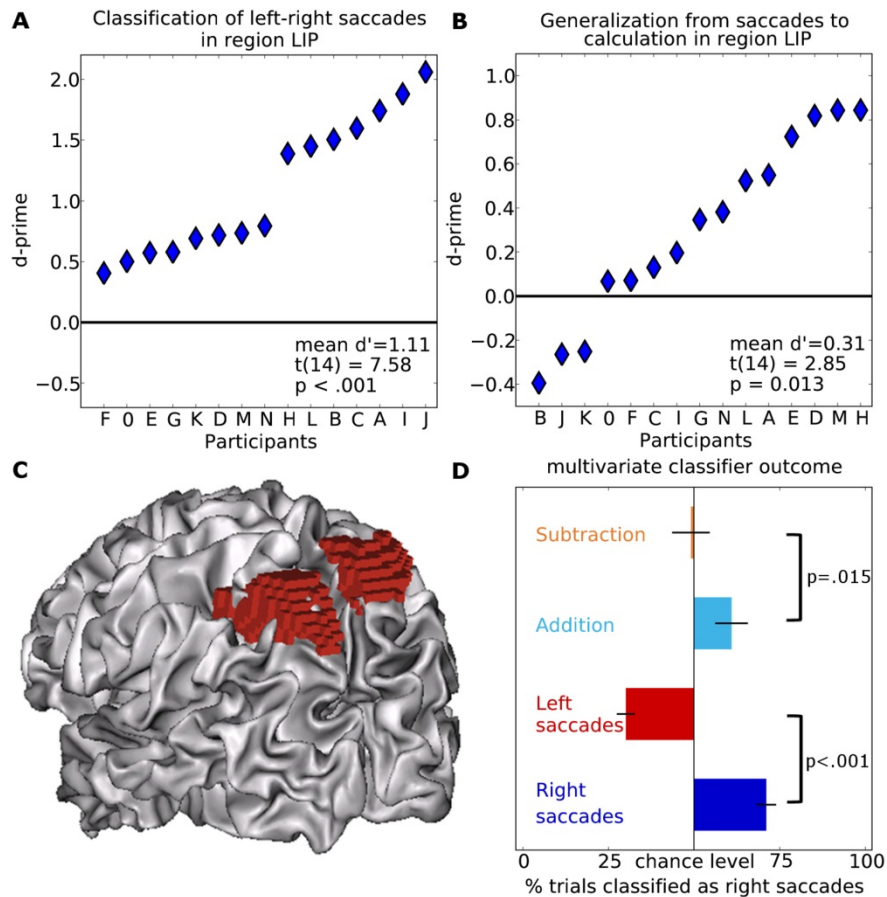 A
Classification of left-right saccades
in region LIP
d-prime
2.0
1.5
1.0
0.5
0.0
−0.5
mean d'=1.11
t(14) = 7.58
p < .001
F 0 E G K D M N H L B C A I J
Participants
B
Generalization from saccades to
calculation in region LIP
d-prime
1.0
0.8
0.6
0.4
0.2
0.0
−0.2
−0.4
mean d'=0.31
t(14) = 2.85
p = 0.013
B J K 0 F C I G N L A E D M H
Participants
C
D
multivariate classifier outcome
Subtraction
p=.015
Addition
Left
saccades
p<.001
Right
saccades
0 25 chance level 75 100
% trials classified as right saccades